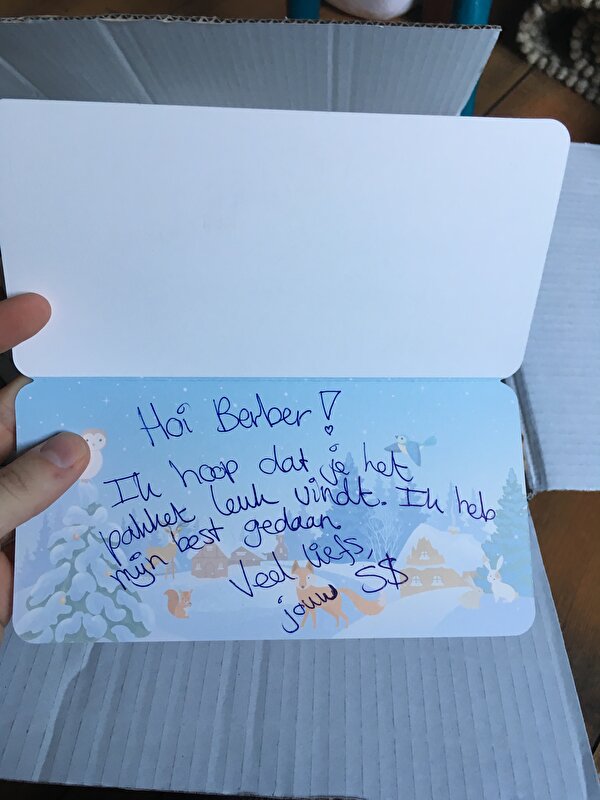 Hoi Berber!
Ik hoop dat je het
pakket leuk vindt. Ik heb
mijn best gedaan.
Veel liefs,
jouw S$